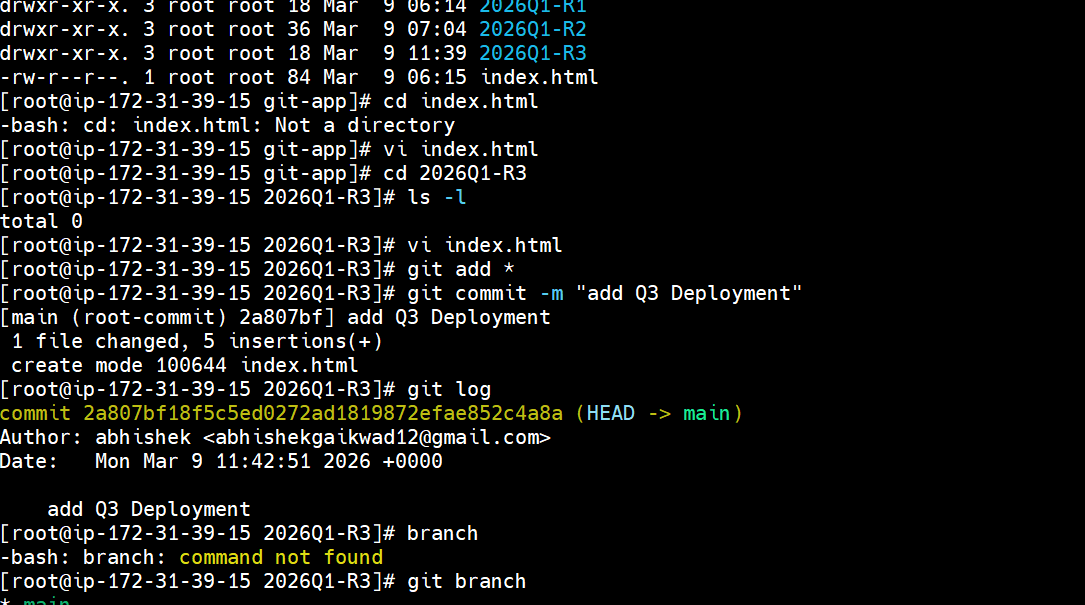 drwxr-xr-x. 3 root root 18 Mar  9 06:14 2026Q1-R1
drwxr-xr-x. 3 root root 36 Mar  9 07:04 2026Q1-R2
drwxr-xr-x. 3 root root 18 Mar  9 11:39 2026Q1-R3
-rw-r--r--. 1 root root 84 Mar  9 06:15 index.html
[root@ip-172-31-39-15 git-app]# cd index.html
-bash: cd: index.html: Not a directory
[root@ip-172-31-39-15 git-app]# vi index.html
[root@ip-172-31-39-15 git-app]# cd 2026Q1-R3
[root@ip-172-31-39-15 2026Q1-R3]# ls -l
total 0
[root@ip-172-31-39-15 2026Q1-R3]# vi index.html
[root@ip-172-31-39-15 2026Q1-R3]# git add *
[root@ip-172-31-39-15 2026Q1-R3]# git commit -m "add Q3 Deployment"
[main (root-commit) 2a807bf] add Q3 Deployment
 1 file changed, 5 insertions(+)
 create mode 100644 index.html
[root@ip-172-31-39-15 2026Q1-R3]# git log
commit 2a807bf18f5c5ed0272ad1819872efae852c4a8a (HEAD -> main)
Author: abhishek <abhishekgaikwad12@gmail.com>
Date:   Mon Mar 9 11:42:51 2026 +0000

    add Q3 Deployment
[root@ip-172-31-39-15 2026Q1-R3]# branch
-bash: branch: command not found
[root@ip-172-31-39-15 2026Q1-R3]# git branch
* main